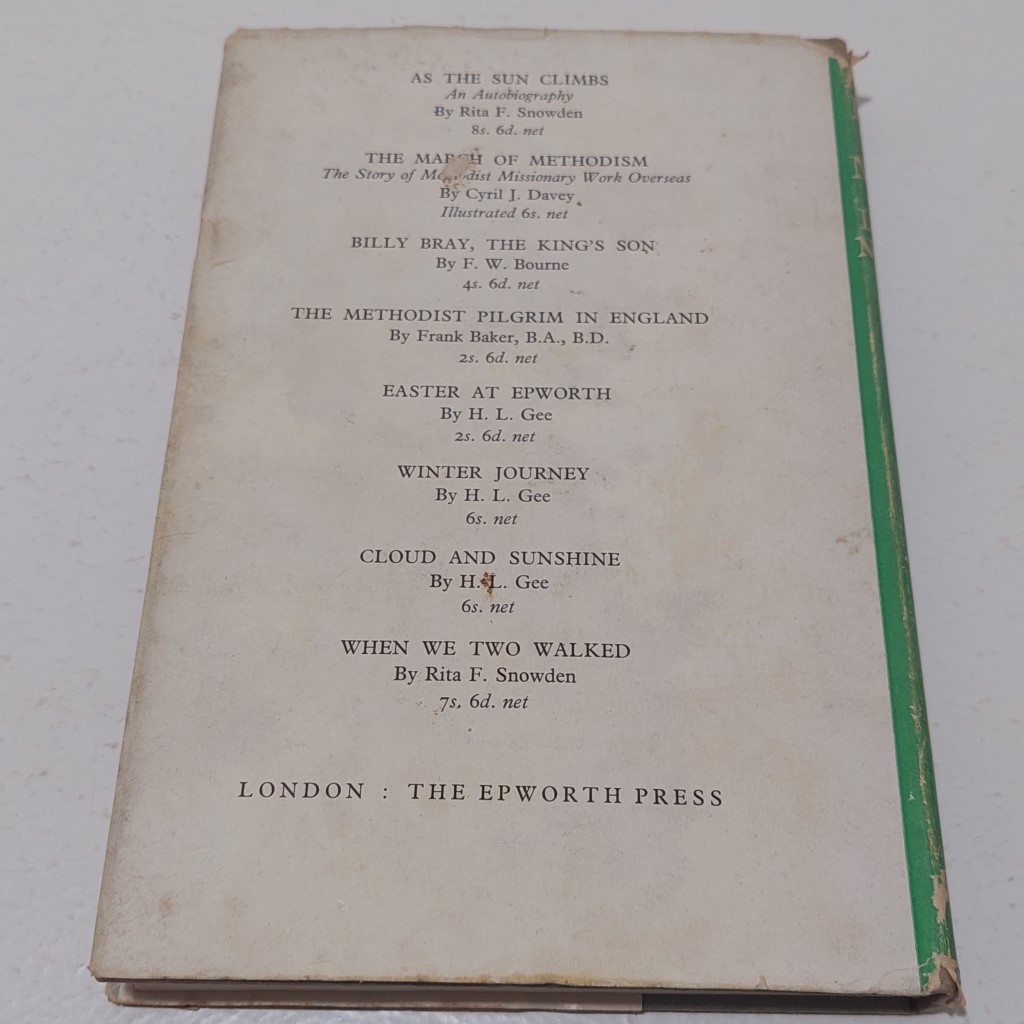 AS THE SUN CLIMBS
An Autobiography
By Rita F. Snowden
8s. 6d. net
THE MARCH OF METHODISM
The Story of Methodist Missionary Work Overseas
By Cyril J. Davey
Illustrated 6s. net
BILLY BRAY, THE KING'S SON
By F. W. Bourne
4s. 6d. net
THE METHODIST PILGRIM IN ENGLAND
By Frank Baker, B.A., B.D.
2s. 6d. net
EASTER AT EPWORTH
By H. L. Gee
2s. 6d. net
WINTER JOURNEY
By H. L. Gee
6s. net
CLOUD AND SUNSHINE
By H. L. Gee
6s. net
WHEN WE TWO WALKED
By Rita F. Snowden
7s. 6d. net
LONDON : THE EPWORTH PRESS